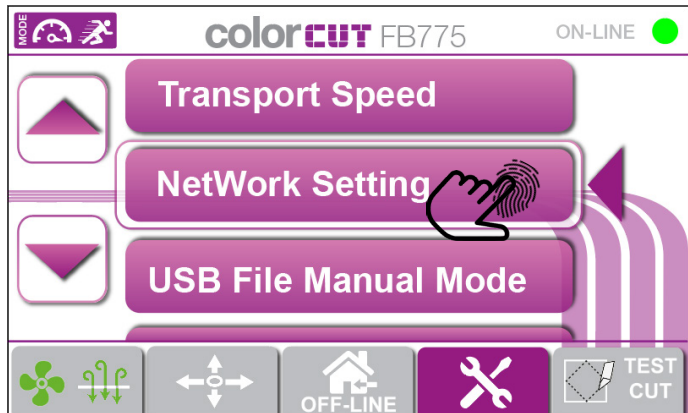 MODE
colorCUT FB775
ON-LINE
Transport Speed
NetWork Setting
USB File Manual Mode
OFF-LINE
TEST
CUT